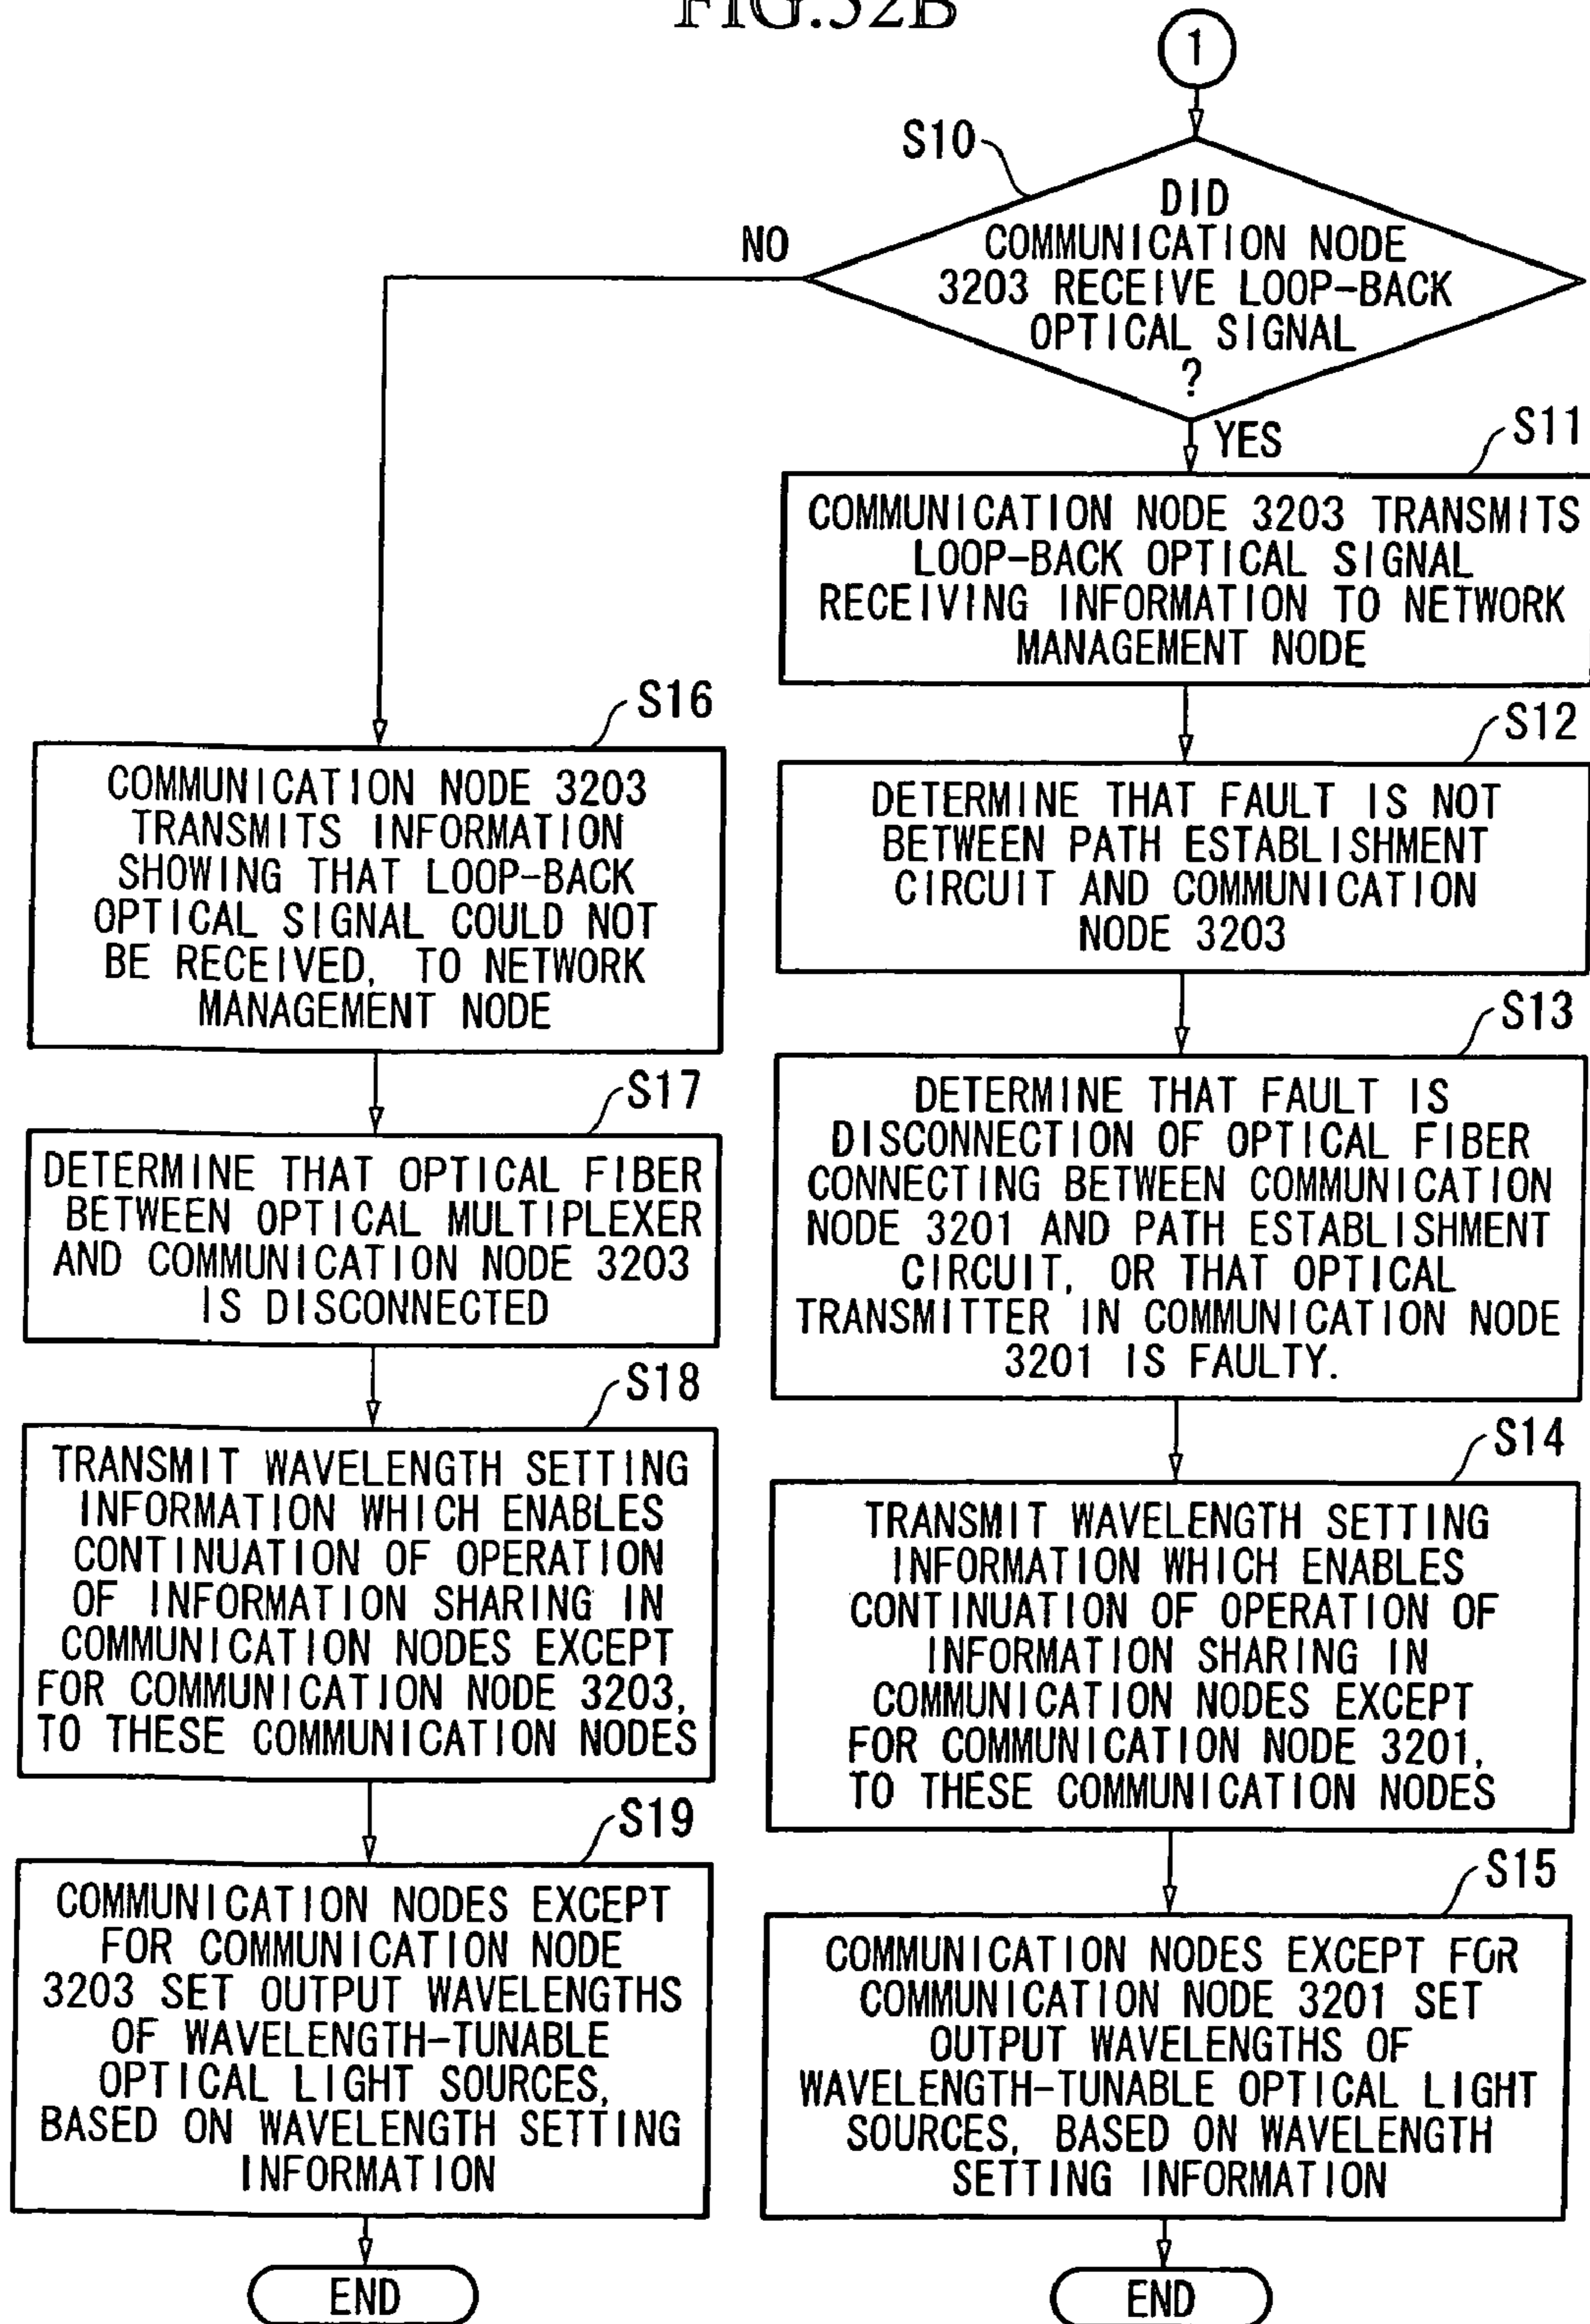 FIG.52B
1
S10
DID
COMMUNICATION NODE
3203 RECEIVE LOOP-BACK
OPTICAL SIGNAL
?
NO
YES
S11
COMMUNICATION NODE 3203 TRANSMITS
LOOP-BACK OPTICAL SIGNAL
RECEIVING INFORMATION TO NETWORK
MANAGEMENT NODE
S12
DETERMINE THAT FAULT IS NOT
BETWEEN PATH ESTABLISHMENT
CIRCUIT AND COMMUNICATION
NODE 3203
S13
DETERMINE THAT FAULT IS
DISCONNECTION OF OPTICAL FIBER
CONNECTING BETWEEN COMMUNICATION
NODE 3201 AND PATH ESTABLISHMENT
CIRCUIT, OR THAT OPTICAL
TRANSMITTER IN COMMUNICATION NODE
3201 IS FAULTY.
S14
TRANSMIT WAVELENGTH SETTING
INFORMATION WHICH ENABLES
CONTINUATION OF OPERATION OF
INFORMATION SHARING IN
COMMUNICATION NODES EXCEPT
FOR COMMUNICATION NODE 3201,
TO THESE COMMUNICATION NODES
S15
COMMUNICATION NODES EXCEPT FOR
COMMUNICATION NODE 3201 SET
OUTPUT WAVELENGTHS OF
WAVELENGTH-TUNABLE OPTICAL LIGHT
SOURCES, BASED ON WAVELENGTH
SETTING INFORMATION
END
S16
COMMUNICATION NODE 3203
TRANSMITS INFORMATION
SHOWING THAT LOOP-BACK
OPTICAL SIGNAL COULD NOT
BE RECEIVED, TO NETWORK
MANAGEMENT NODE
S17
DETERMINE THAT OPTICAL FIBER
BETWEEN OPTICAL MULTIPLEXER
AND COMMUNICATION NODE 3203
IS DISCONNECTED
S18
TRANSMIT WAVELENGTH SETTING
INFORMATION WHICH ENABLES
CONTINUATION OF OPERATION
OF INFORMATION SHARING IN
COMMUNICATION NODES EXCEPT
FOR COMMUNICATION NODE 3203,
TO THESE COMMUNICATION NODES
S19
COMMUNICATION NODES EXCEPT
FOR COMMUNICATION NODE
3203 SET OUTPUT WAVELENGTHS
OF WAVELENGTH-TUNABLE
OPTICAL LIGHT SOURCES,
BASED ON WAVELENGTH SETTING
INFORMATION
END